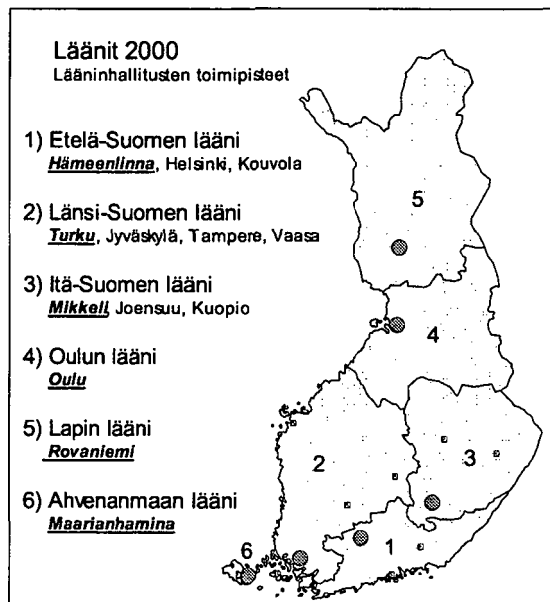 Läänit 2000
Lääninhallitusten toimipisteet
1) Etelä-Suomen lääni
Hämeenlinna, Helsinki, Kouvola
2) Länsi-Suomen lääni
Turku, Jyväskylä, Tampere, Vaasa
3) Itä-Suomen lääni
Mikkeli, Joensuu, Kuopio
4) Oulun lääni
Oulu
5) Lapin lääni
Rovaniemi
6) Ahvenanmaan lääni
Maarianhamina
5
4
3
2
1
6